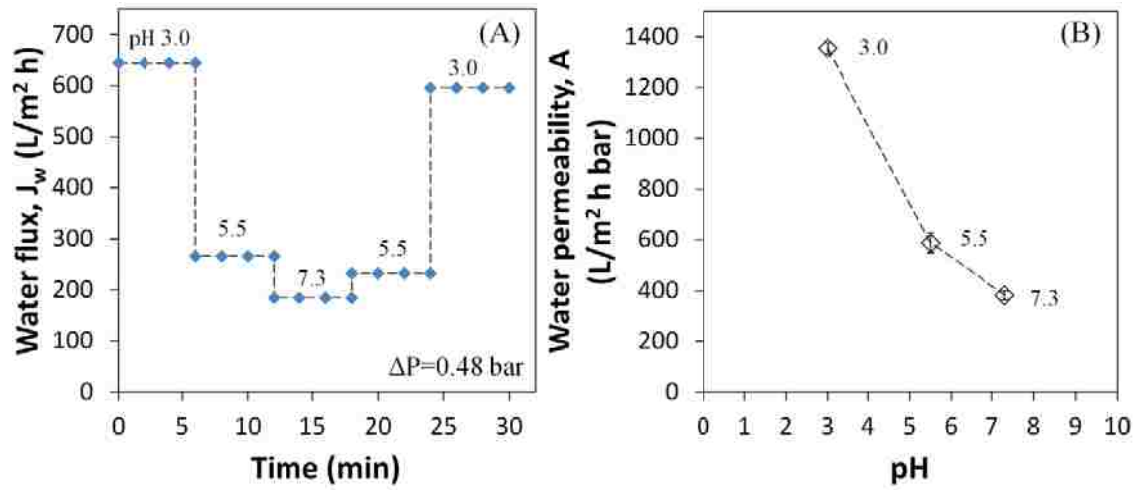 (A)
Water flux, J_w (L/m² h)
700
600
500
400
300
200
100
0
pH 3.0
5.5
7.3
5.5
3.0
ΔP=0.48 bar
0 5 10 15 20 25 30
Time (min)
(B)
Water permeability, A
(L/m² h bar)
1400
1200
1000
800
600
400
200
0
3.0
5.5
7.3
0 1 2 3 4 5 6 7 8 9 10
pH